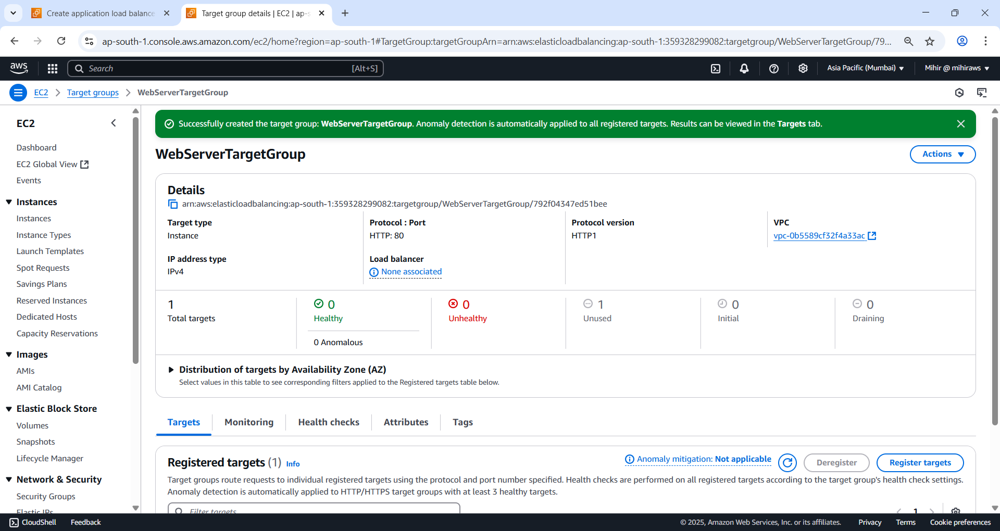 Create application load balance
Target group details | EC2 | ap-s
ap-south-1.console.aws.amazon.com/ec2/home?region=ap-south-1#TargetGroup:targetGroupArn=arn:aws:elasticloadbalancing:ap-south-1:359328299082:targetgroup/WebServerTargetGroup/79...
aws
Search
[Alt+S]
Asia Pacific (Mumbai)
Mihir @ mihiraws
EC2
Target groups
WebServerTargetGroup
EC2
Dashboard
EC2 Global View
Events
Instances
Instances
Instance Types
Launch Templates
Spot Requests
Savings Plans
Reserved Instances
Dedicated Hosts
Capacity Reservations
Images
AMIs
AMI Catalog
Elastic Block Store
Volumes
Snapshots
Lifecycle Manager
Network & Security
Security Groups
Elastic IPs
Successfully created the target group: WebServerTargetGroup. Anomaly detection is automatically applied to all registered targets. Results can be viewed in the Targets tab.
WebServerTargetGroup
Actions
Details
arn:aws:elasticloadbalancing:ap-south-1:359328299082:targetgroup/WebServerTargetGroup/792f04347ed51bee
Target type
Instance
Protocol : Port
HTTP: 80
Protocol version
HTTP1
VPC
vpc-0b5589cf32f4a33ac
IP address type
IPv4
Load balancer
None associated
1
Total targets
0
Healthy
0 Anomalous
0
Unhealthy
1
Unused
0
Initial
0
Draining
Distribution of targets by Availability Zone (AZ)
Select values in this table to see corresponding filters applied to the Registered targets table below.
Targets
Monitoring
Health checks
Attributes
Tags
Registered targets (1) Info
Anomaly mitigation: Not applicable
Deregister
Register targets
Target groups route requests to individual registered targets using the protocol and port number specified. Health checks are performed on all registered targets according to the target group's health check settings.
Anomaly detection is automatically applied to HTTP/HTTPS target groups with at least 3 healthy targets.
Filter targets
1
CloudShell
Feedback
© 2025, Amazon Web Services, Inc. or its affiliates.
Privacy
Terms
Cookie preferences